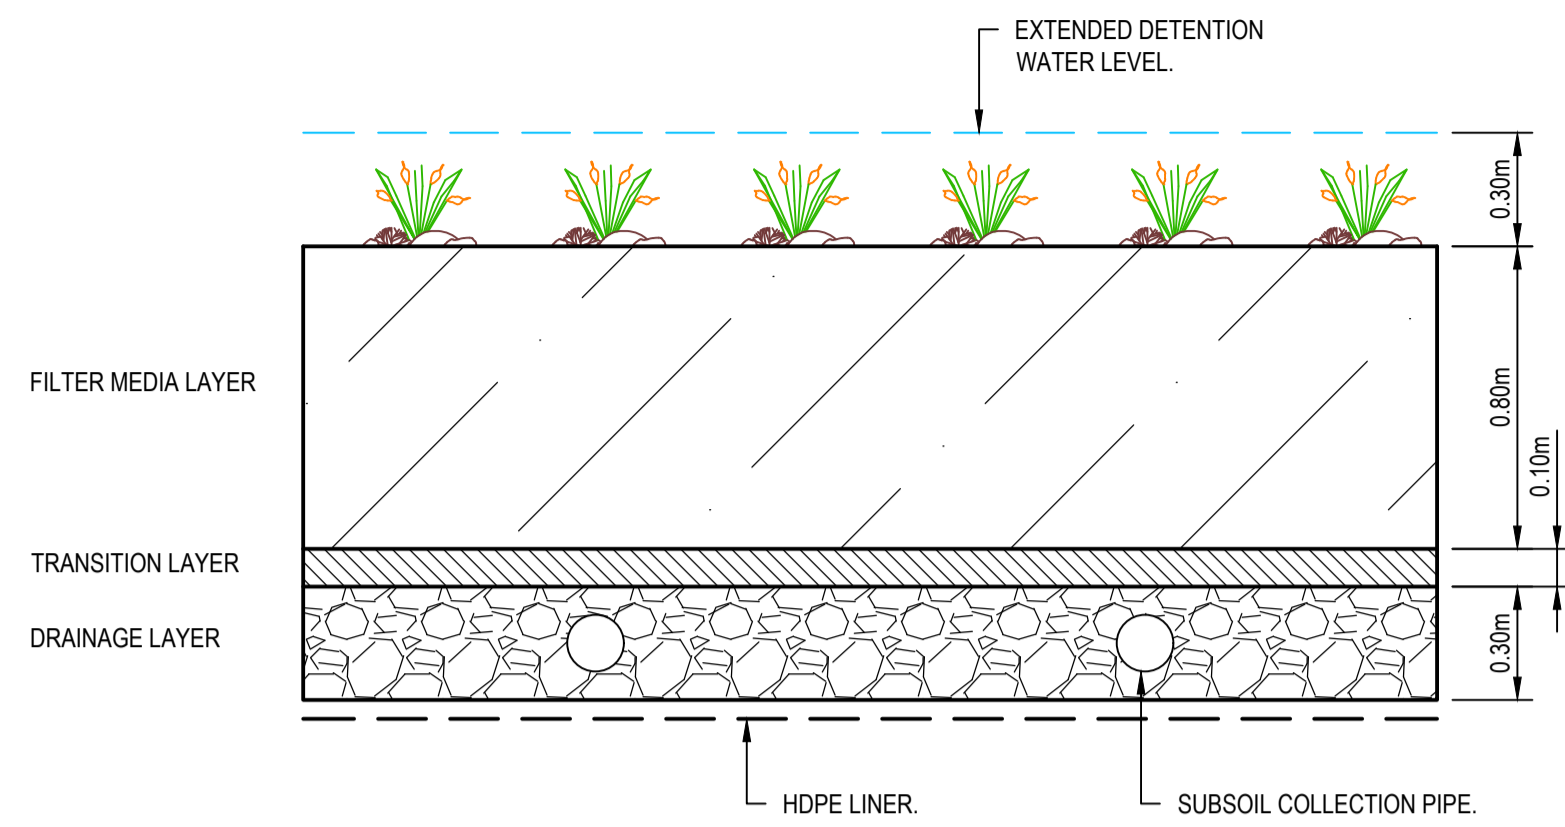 EXTENDED DETENTION
WATER LEVEL.
0.30m
FILTER MEDIA LAYER
0.80m
0.10m
TRANSITION LAYER
DRAINAGE LAYER
0.30m
HDPE LINER.
SUBSOIL COLLECTION PIPE.